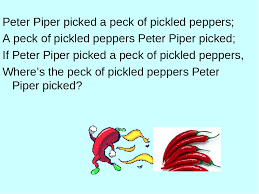 Peter Piper picked a peck of pickled peppers;
A peck of pickled peppers Peter Piper picked;
If Peter Piper picked a peck of pickled peppers,
Where's the peck of pickled peppers Peter
Piper picked?